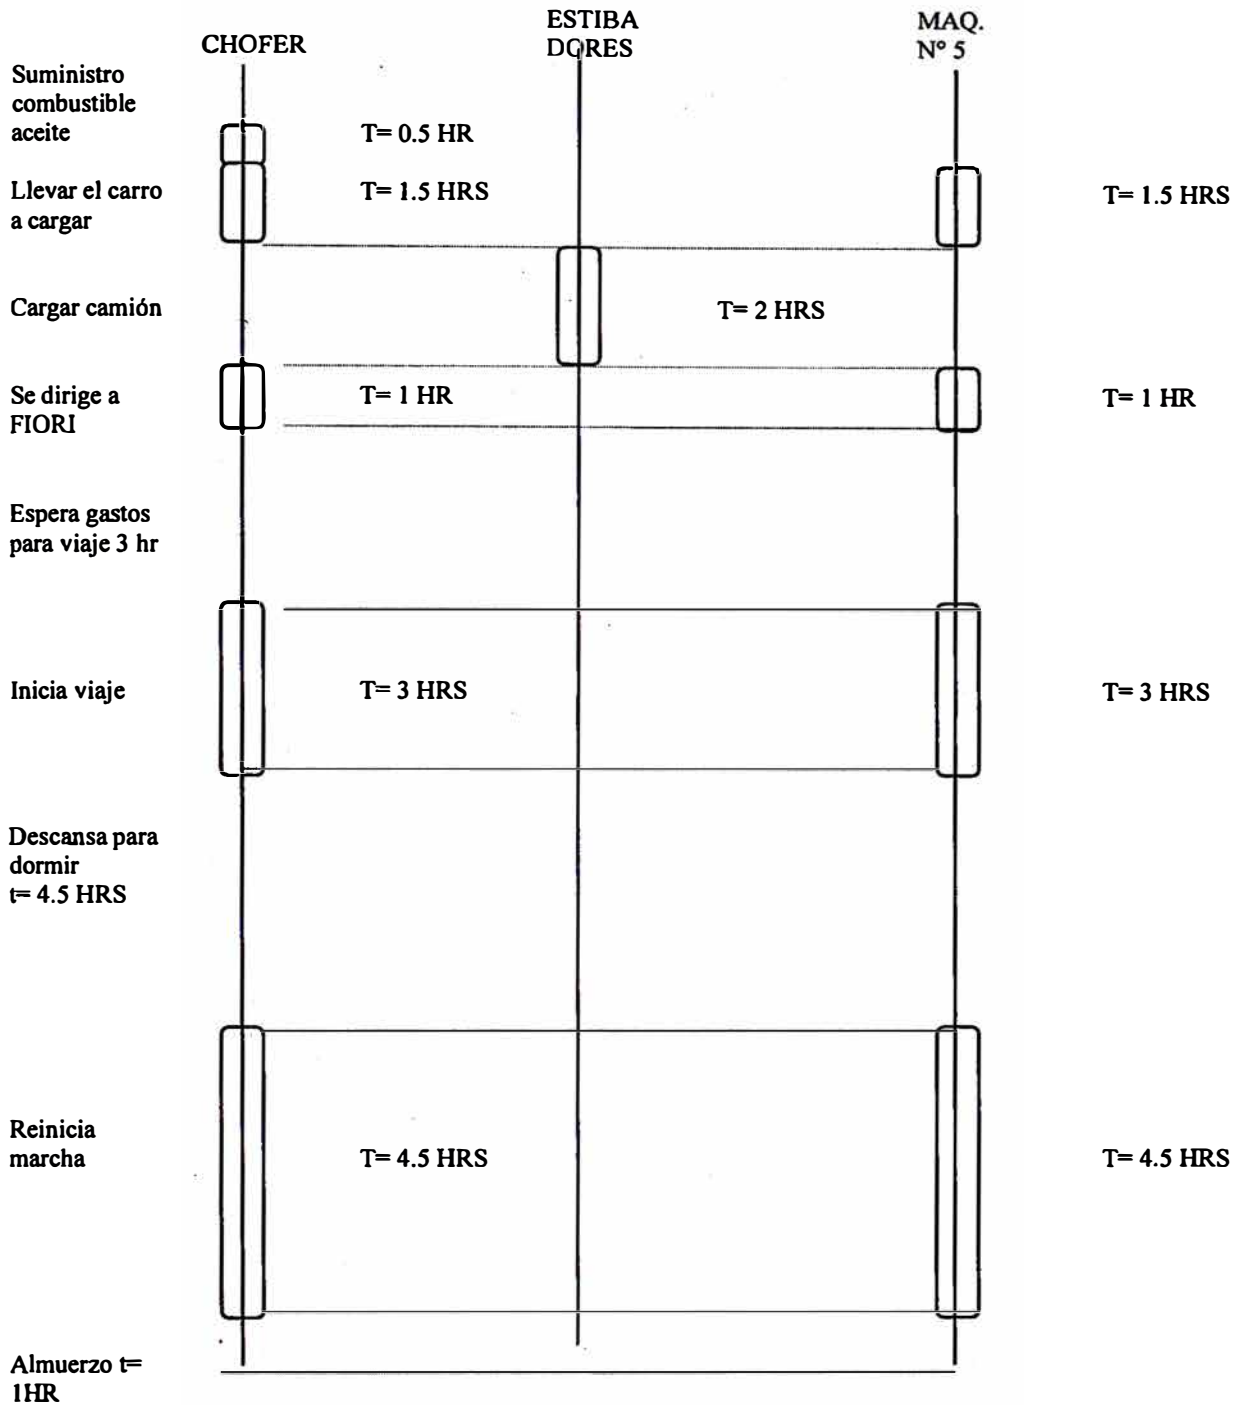 CHOFER
ESTIBA
DORES
MAQ.
Nº 5
Suministro
combustible
aceite
T= 0.5 HR
Llevar el carro
a cargar
T= 1.5 HRS
T= 1.5 HRS
Cargar camión
T= 2 HRS
Se dirige a
FIORI
T= 1 HR
T= 1 HR
Espera gastos
para viaje 3 hr
Inicia viaje
T= 3 HRS
T= 3 HRS
Descansa para
dormir
t= 4.5 HRS
Reinicia
marcha
T= 4.5 HRS
T= 4.5 HRS
Almuerzo t=
1HR